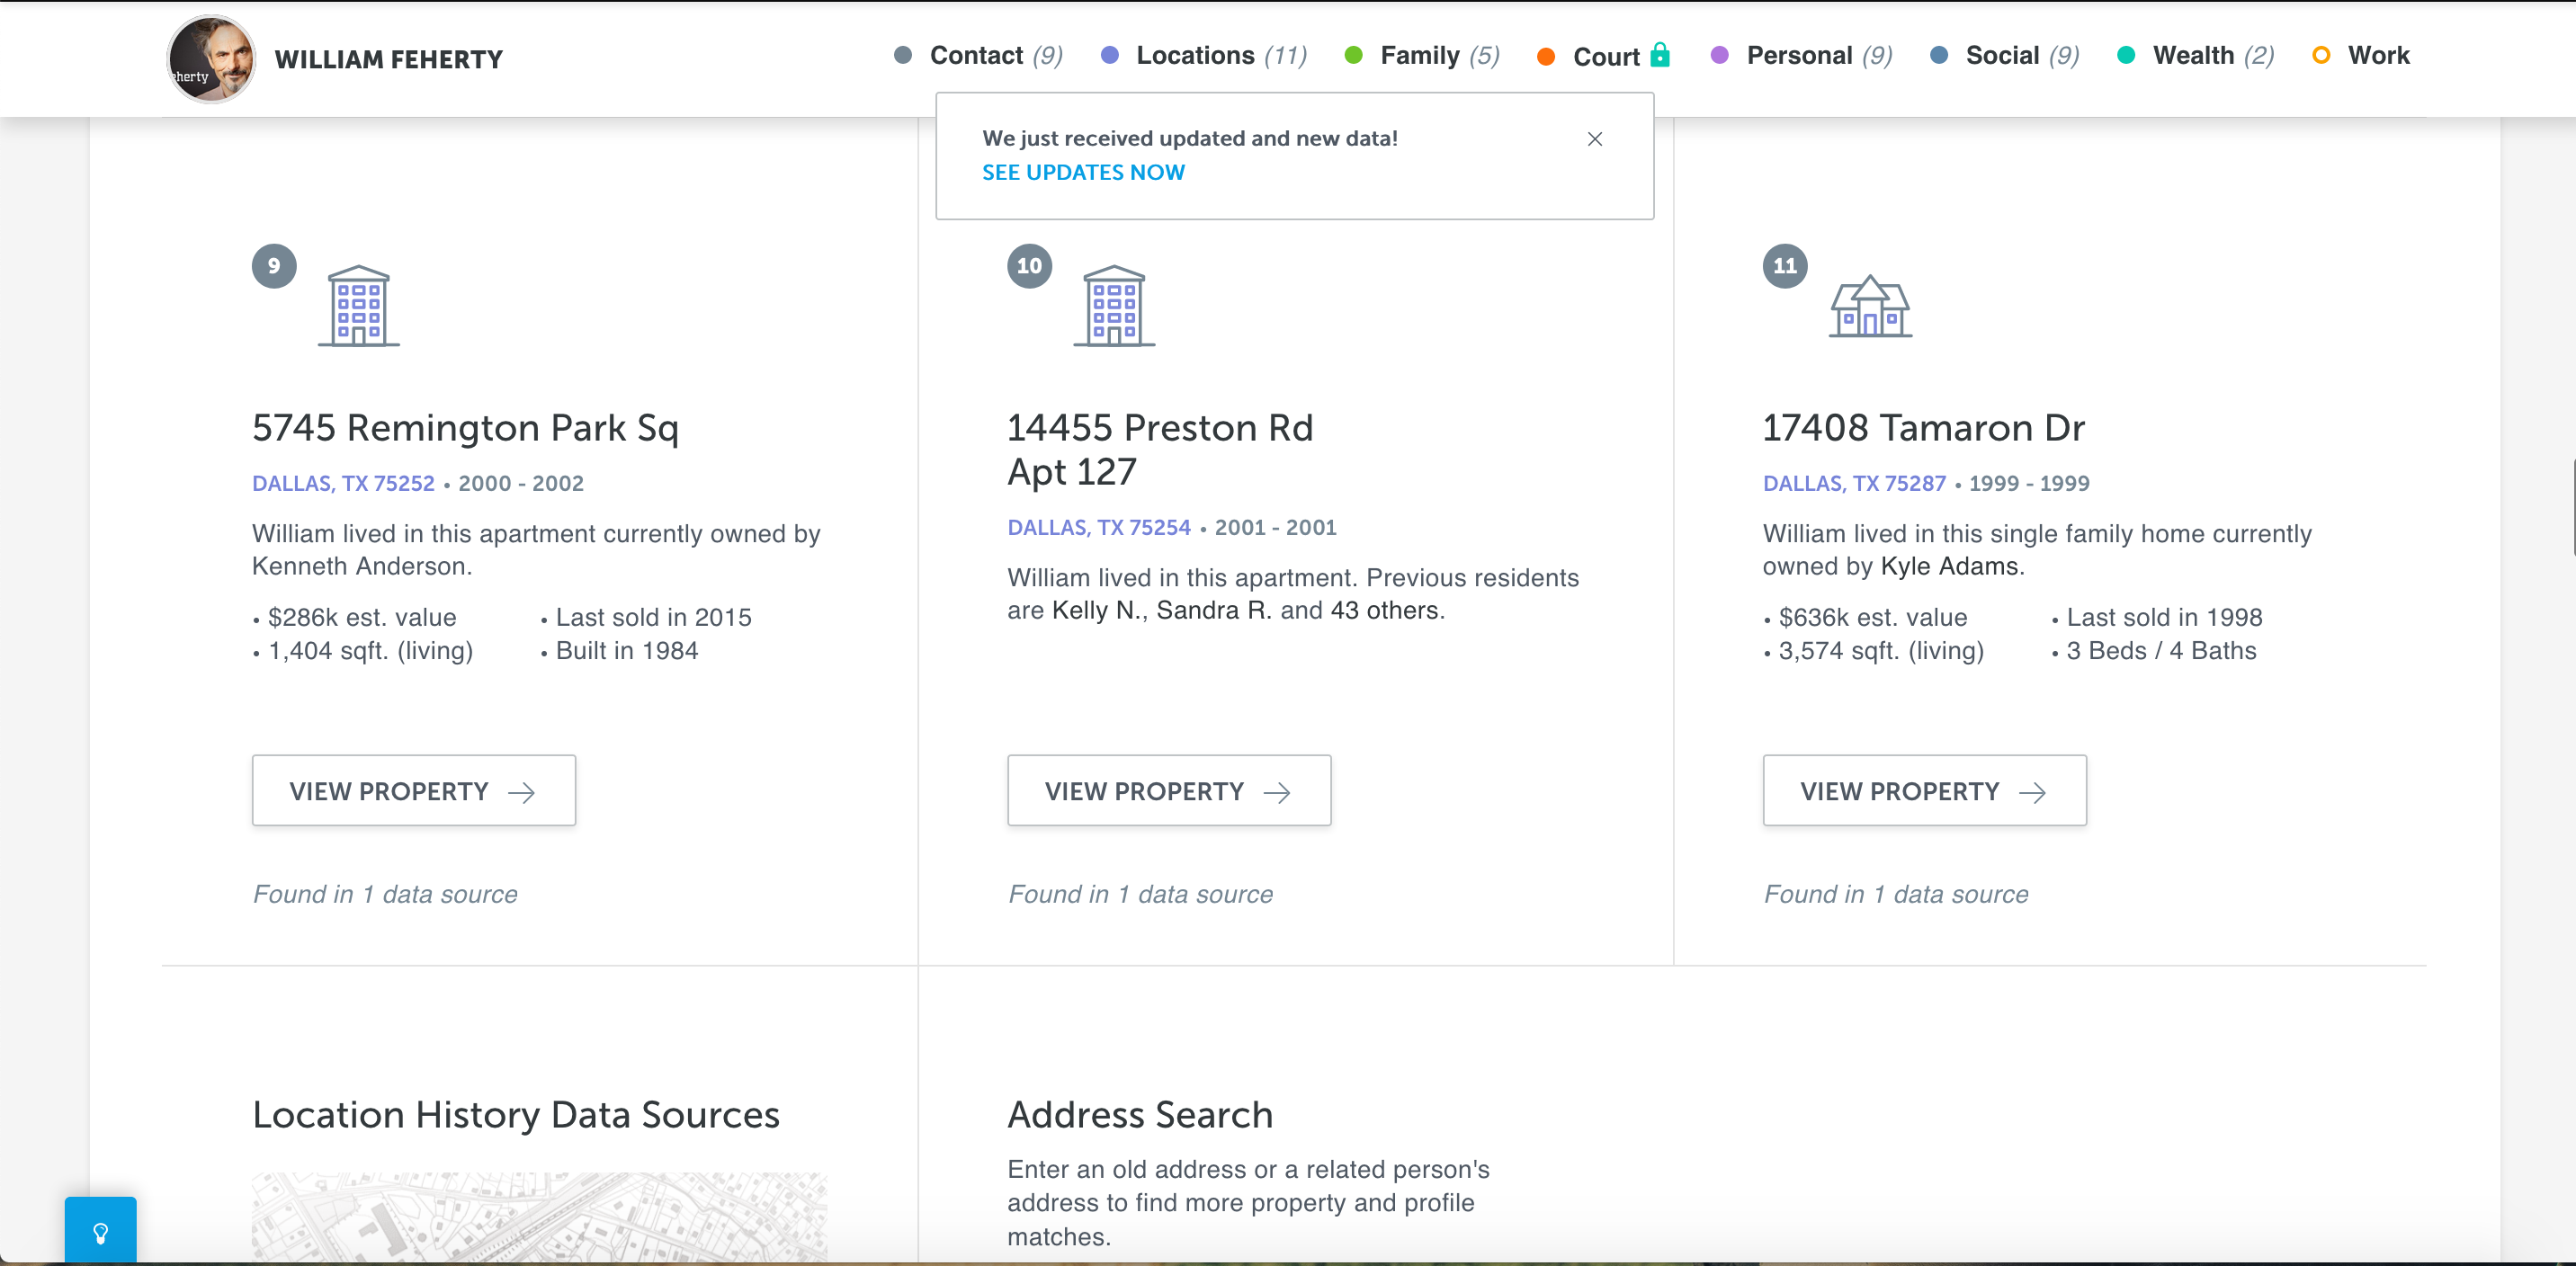 herty
WILLIAM FEHERTY
Contact (9)
Locations (11)
Family (5)
Court
Personal (9)
Social (9)
Wealth (2)
Work
We just received updated and new data!
SEE UPDATES NOW
9
5745 Remington Park Sq
DALLAS, TX 75252 • 2000 - 2002
William lived in this apartment currently owned by
Kenneth Anderson.
• $286k est. value
• Last sold in 2015
• 1,404 sqft. (living)
• Built in 1984
VIEW PROPERTY
Found in 1 data source
10
14455 Preston Rd
Apt 127
DALLAS, TX 75254 • 2001 - 2001
William lived in this apartment. Previous residents
are Kelly N., Sandra R. and 43 others.
VIEW PROPERTY
Found in 1 data source
11
17408 Tamaron Dr
DALLAS, TX 75287 • 1999 - 1999
William lived in this single family home currently
owned by Kyle Adams.
• $636k est. value
• Last sold in 1998
• 3,574 sqft. (living)
• 3 Beds / 4 Baths
VIEW PROPERTY
Found in 1 data source
Location History Data Sources
Address Search
Enter an old address or a related person's
address to find more property and profile
matches.